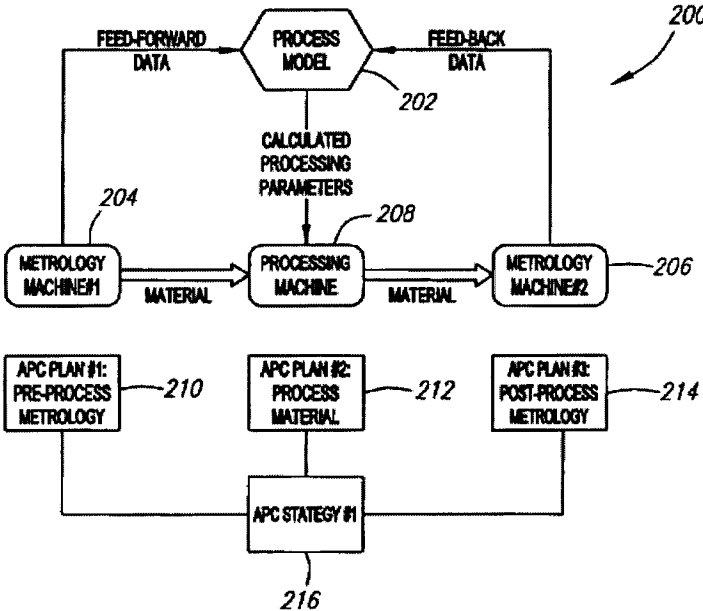 200
FEED-FORWARD
DATA
PROCESS
MODEL
FEED-BACK
DATA
202
CALCULATED
PROCESSING
PARAMETERS
204
208
METROLOGY
MACHINE#1
MATERIAL
PROCESSING
MACHINE
MATERIAL
METROLOGY
MACHINE#2
206
APC PLAN #1:
PRE-PROCESS
METROLOGY
210
APC PLAN #2:
PROCESS
MATERIAL
212
APC PLAN #3:
POST-PROCESS
METROLOGY
214
APC STATEGY #1
216